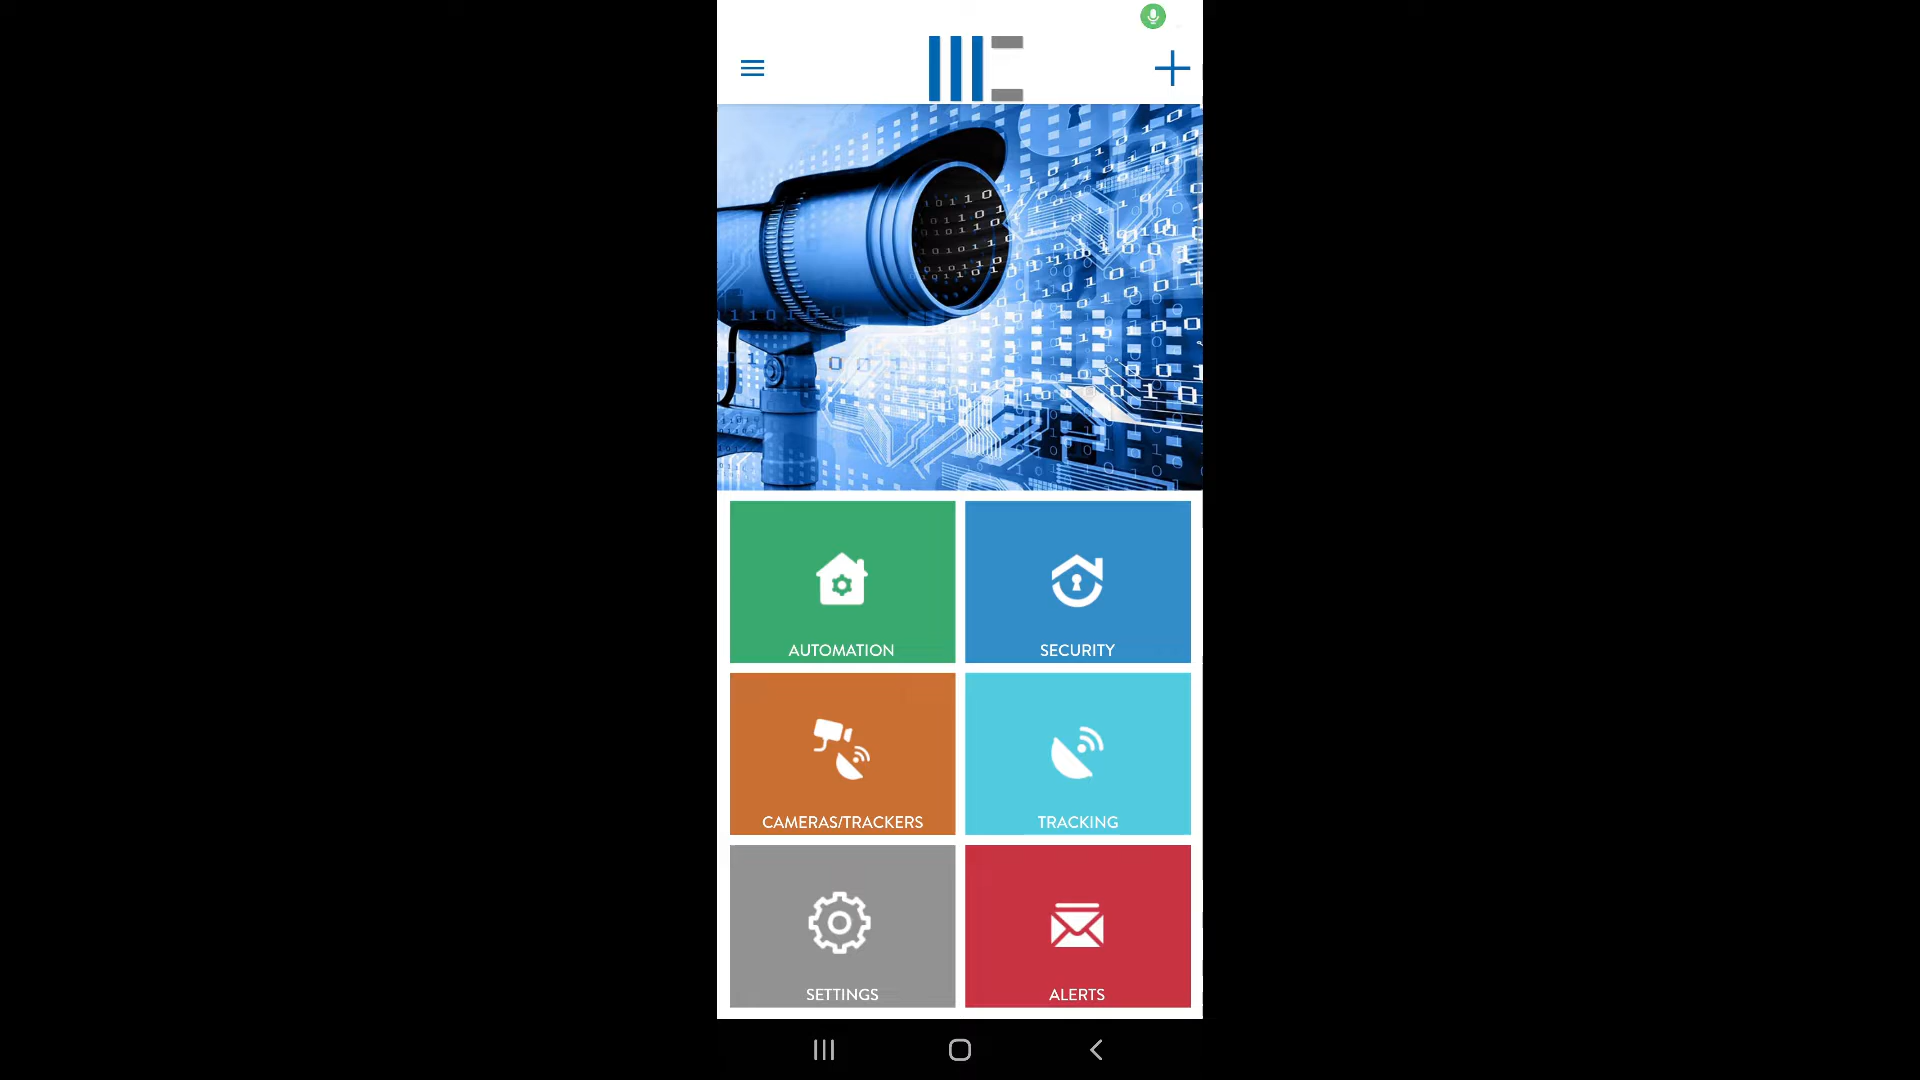 AUTOMATION
SECURITY
CAMERAS/TRACKERS
TRACKING
SETTINGS
ALERTS